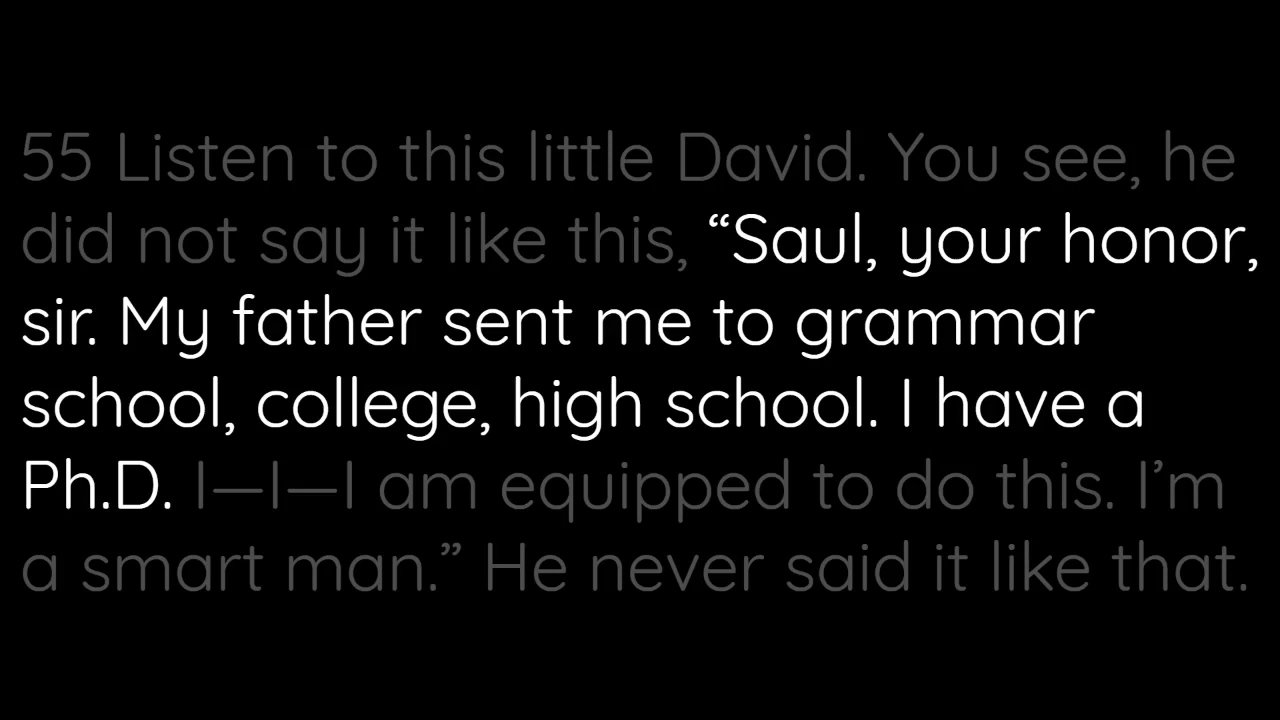 55 Listen to this little David. You see, he
did not say it like this, “Saul, your honor,
sir. My father sent me to grammar
school, college, high school. I have a
Ph.D. I—I—I am equipped to do this. I’m
a smart man.” He never said it like that.